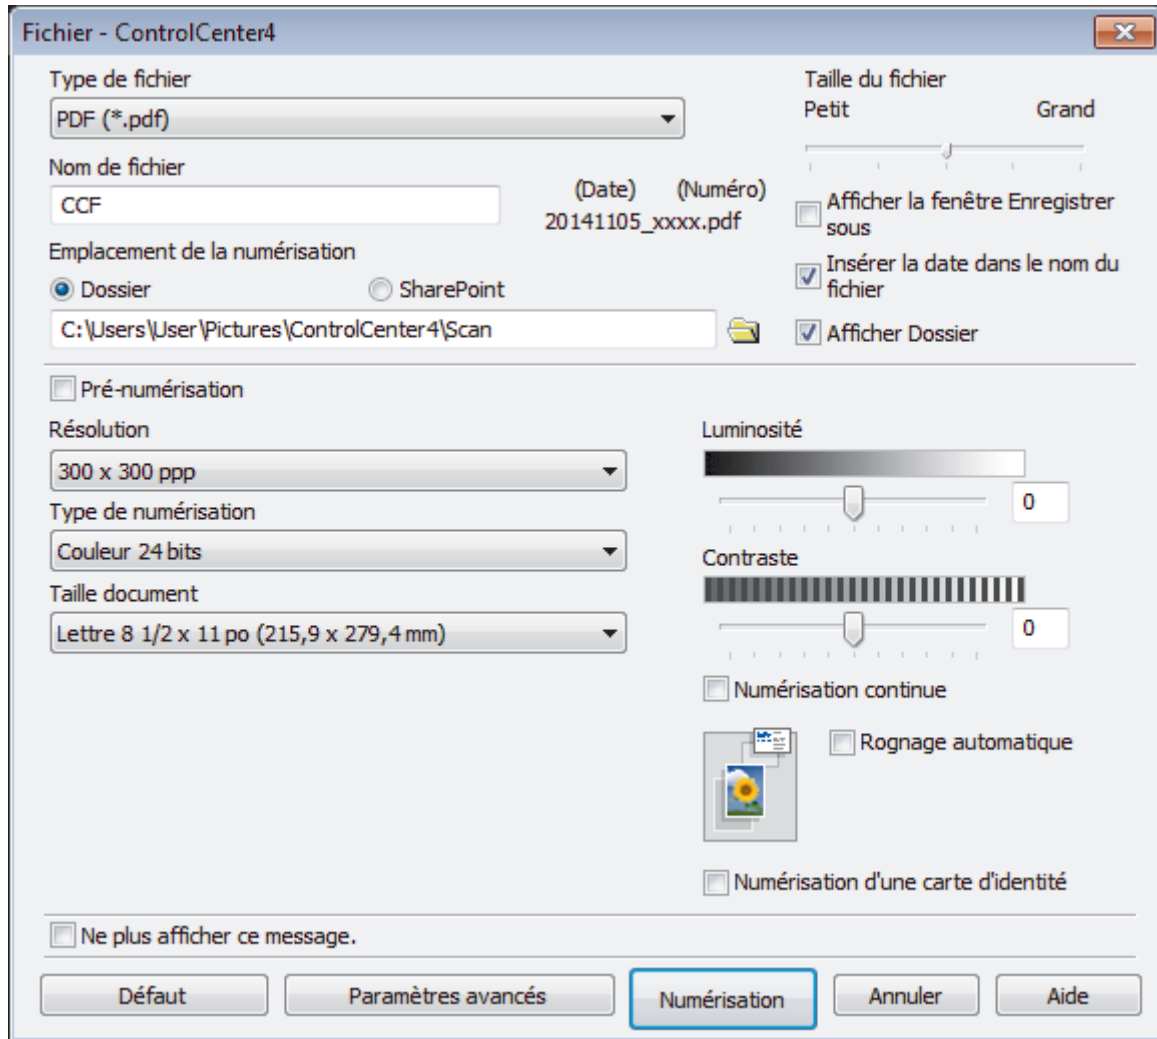 Fichier - ControlCenter4
Type de fichier
PDF (*.pdf)
Taille du fichier
Petit Grand
Nom de fichier
CCF
(Date) (Numéro)
20141105_xxxx.pdf
Afficher la fenêtre Enregistrer
sous
Insérer la date dans le nom du
fichier
Afficher Dossier
Emplacement de la numérisation
Dossier SharePoint
C:\Users\User\Pictures\ControlCenter4\Scan
Pré-numérisation
Résolution
300 x 300 ppp
Type de numérisation
Couleur 24 bits
Taille document
Lettre 8 1/2 x 11 po (215,9 x 279,4 mm)
Luminosité
0
Contraste
0
Numérisation continue
Rognage automatique
Numérisation d'une carte d'identité
Ne plus afficher ce message.
Défaut Paramètres avancés Numérisation Annuler Aide